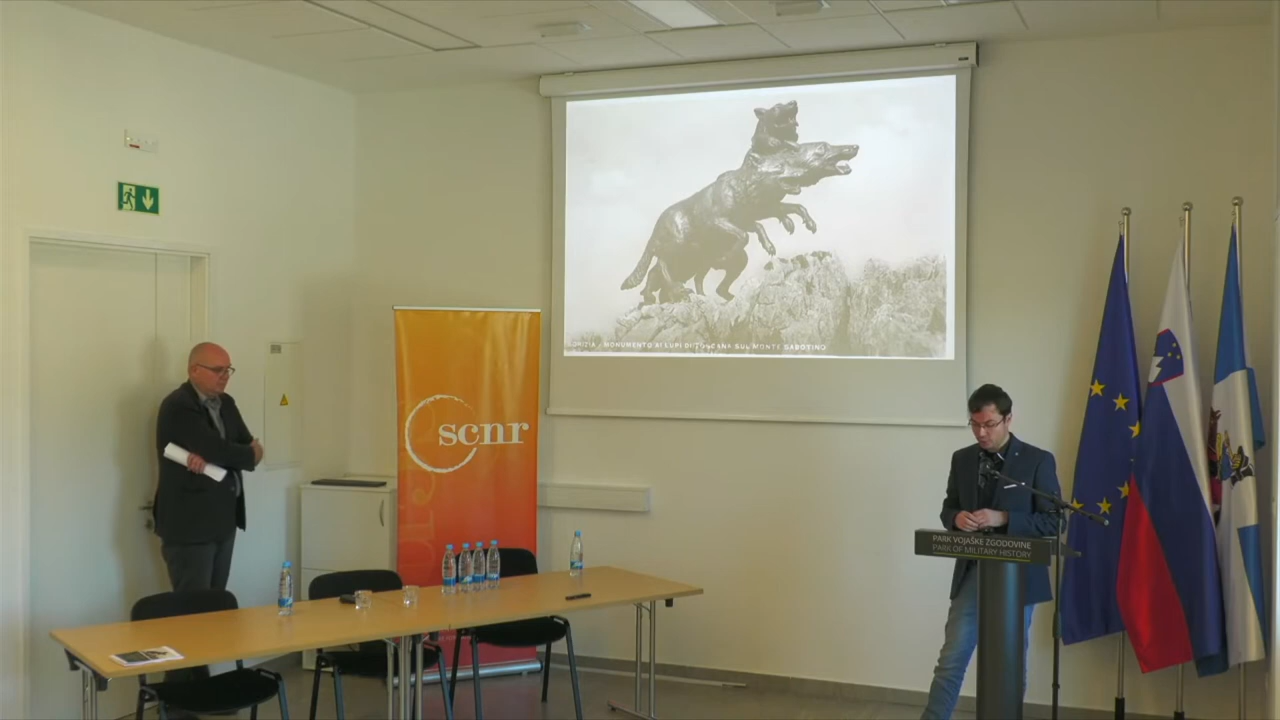 GORIZIA - MONUMENTO AI LUPI DI TOSCANA SUL MONTE SABOTINO
scnr
PARK VOJAŠKE ZGODOVINE
PARK OF MILITARY HISTORY